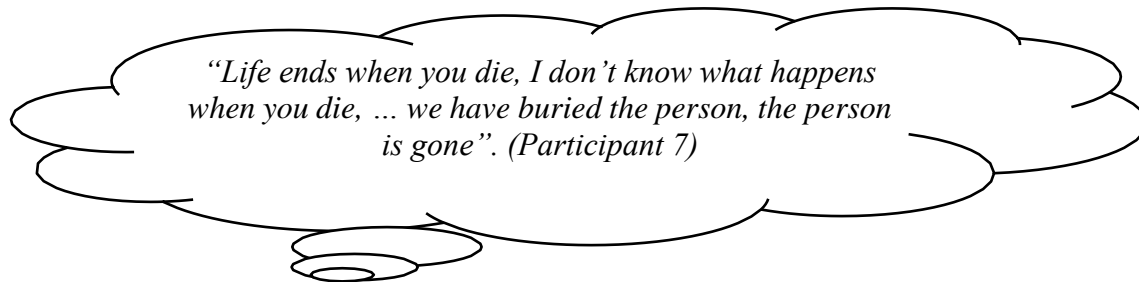 “Life ends when you die, I don’t know what happens
when you die, … we have buried the person, the person
is gone”. (Participant 7)